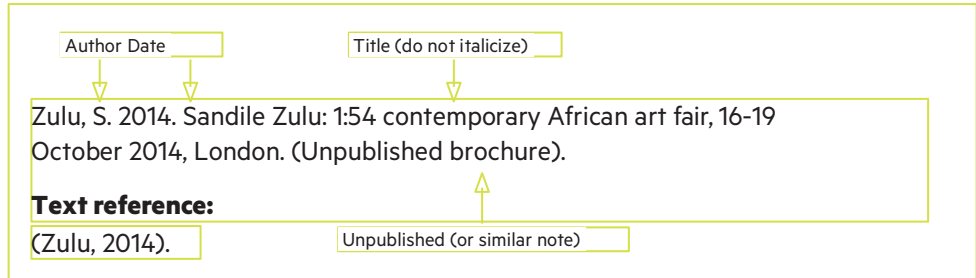 Author Date Title (do not italicize)
Zulu, S. 2014. Sandile Zulu: 1:54 contemporary African art fair, 16-19
October 2014, London. (Unpublished brochure).
Text reference:
(Zulu, 2014).
Unpublished (or similar note)